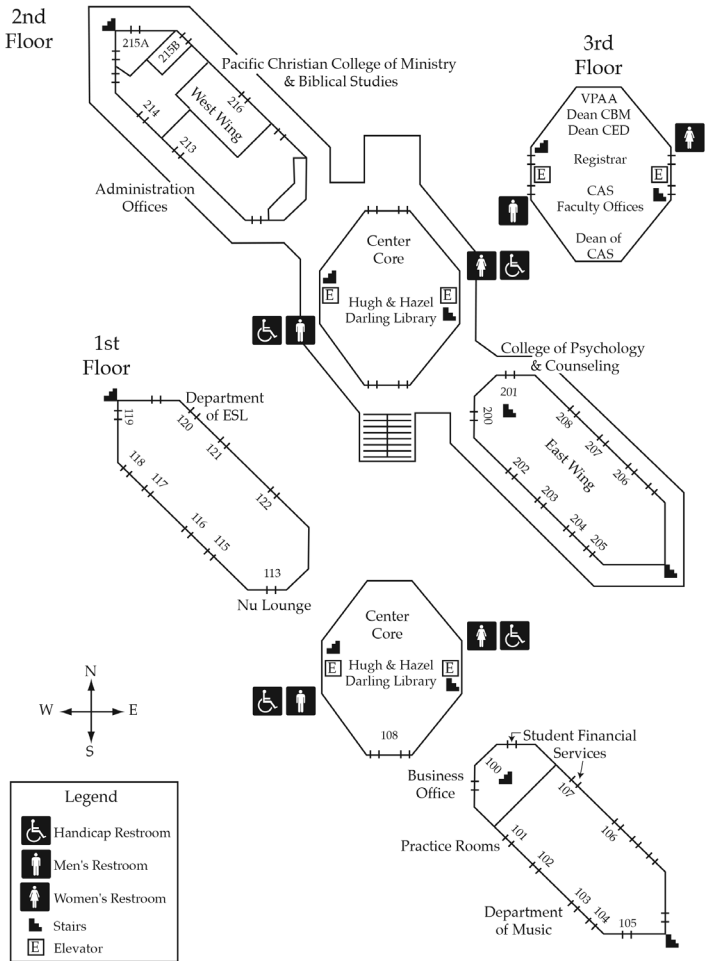 2nd
Floor
215A
215B
Pacific Christian College of Ministry
& Biblical Studies
West Wing
216
214
213
Administration
Offices
3rd
Floor
VPAA
Dean CBM
Dean CED
Registrar
E
E
CAS
Faculty Offices
Dean of
CAS
Center
Core
E
E
Hugh & Hazel
Darling Library
College of Psychology
& Counseling
201
200
208
207
206
East Wing
202
203
204
205
1st
Floor
Department
of ESL
119
120
121
122
118
117
116
115
113
Nu Lounge
Center
Core
E
E
Hugh & Hazel
Darling Library
108
Student Financial
Services
Business
Office
100
107
106
101
Practice Rooms
102
103
104
105
Department
of Music
N
W
E
S
Legend
Handicap Restroom
Men's Restroom
Women's Restroom
Stairs
E Elevator